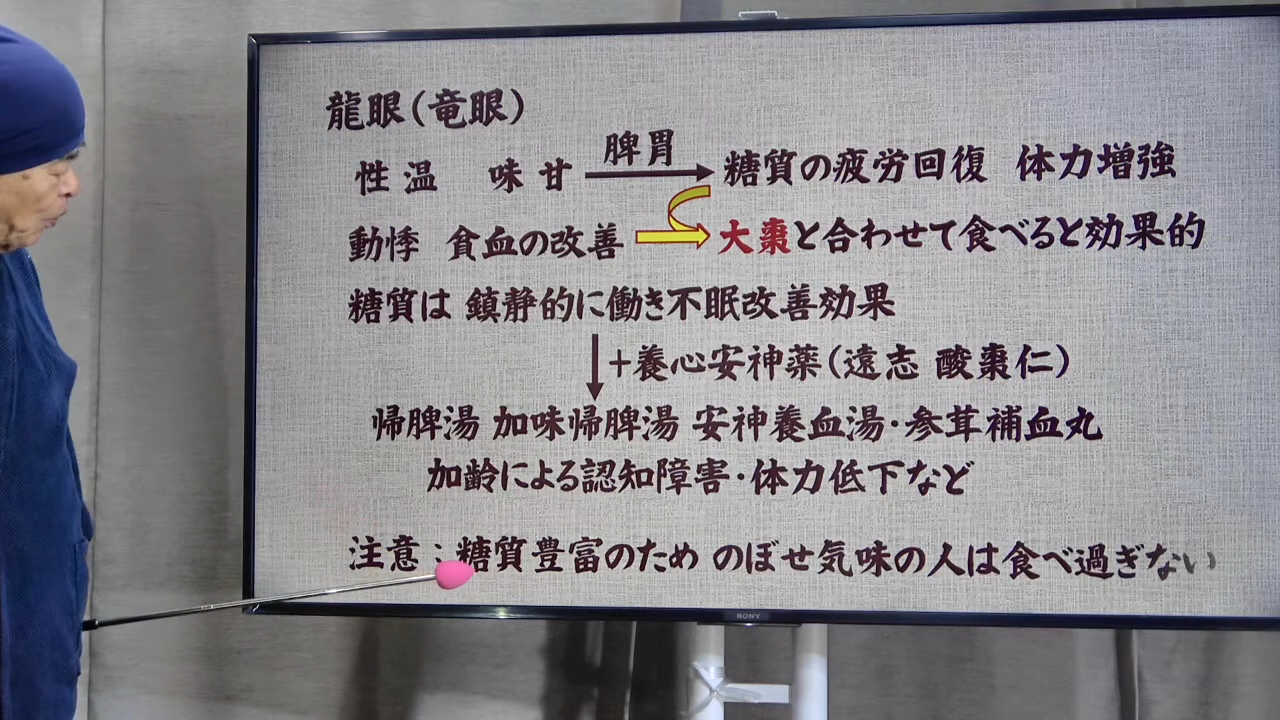 龍眼(竜眼)
脾胃
性温 味甘 糖質の疲労回復 体力増強
動悸 貧血の改善 大棗と合わせて食べると効果的
糖質は 鎮静的に働き不眠改善効果
+養心安神薬(遠志 酸棗仁)
帰脾湯 加味帰脾湯 安神養血湯・参茸補血丸
加齢による認知障害・体力低下など
注意:糖質豊富のため のぼせ気味の人は食べ過ぎない
SONY